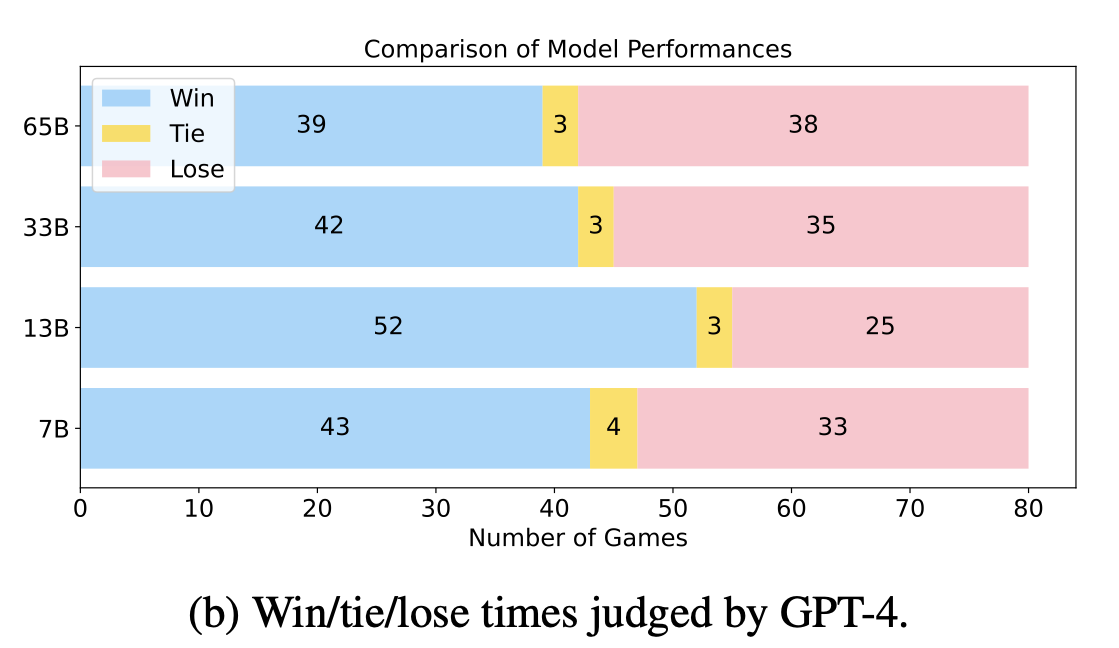 Comparison of Model Performances
Win
Tie
Lose
65B
39
3
38
33B
42
3
35
13B
52
3
25
7B
43
4
33
0 10 20 30 40 50 60 70 80
Number of Games
(b) Win/tie/lose times judged by GPT-4.